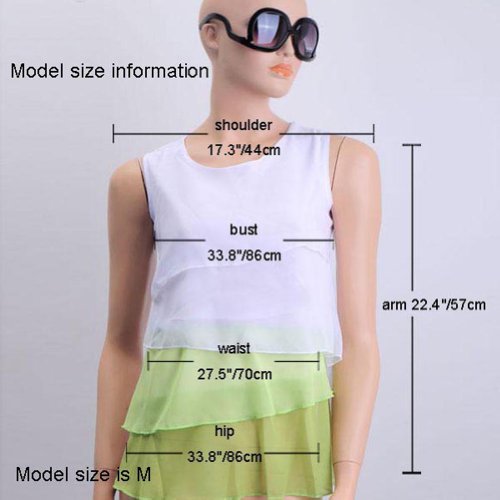 Model size information
shoulder
17.3"/44cm
bust
33.8"/86cm
arm 22.4"/57cm
waist
27.5"/70cm
hip
33.8"/86cm
Model size is M